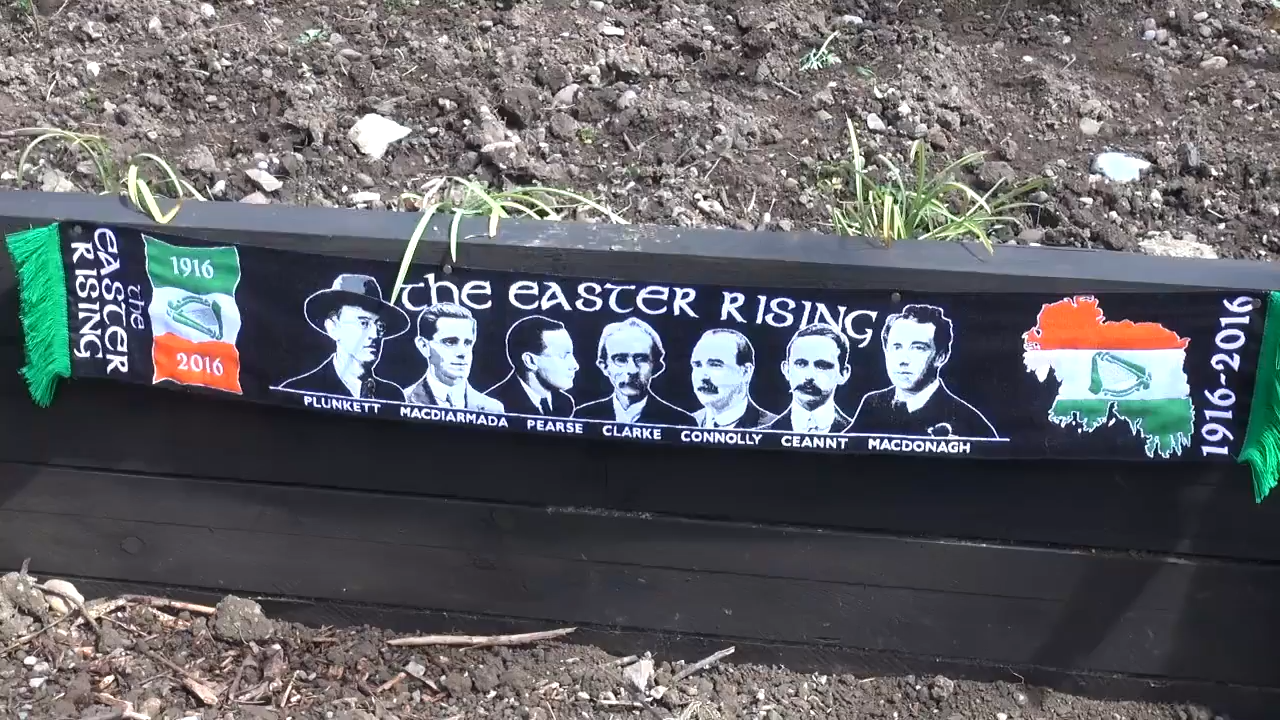 the EASTER RISING
1916
2016
the EASTER RISING
PLUNKETT MACDIARMADA PEARSE CLARKE CONNOLLY CEANNT MACDONAGH
1916-2016